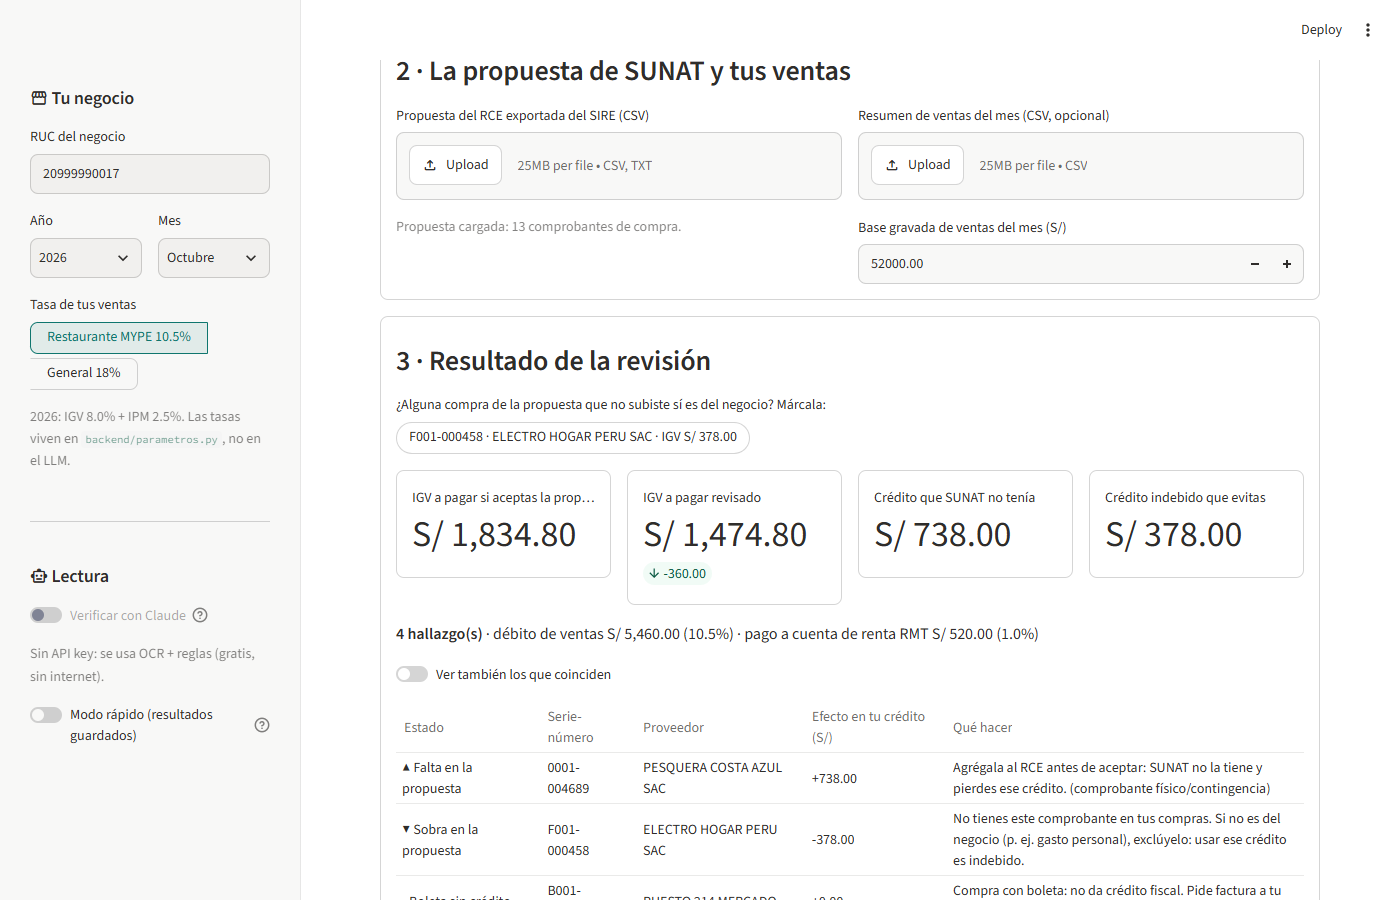 Deploy
Tu negocio
RUC del negocio
20999990017
Año
Mes
2026
Octubre
Tasa de tus ventas
Restaurante MYPE 10.5%
General 18%
2026: IGV 8.0% + IPM 2.5%. Las tasas
viven en backend/parametros.py , no en
el LLM.
Lectura
Verificar con Claude
Sin API key: se usa OCR + reglas (gratis,
sin internet).
Modo rápido (resultados
guardados)
2 · La propuesta de SUNAT y tus ventas
Propuesta del RCE exportada del SIRE (CSV)
Upload
25MB per file • CSV, TXT
Propuesta cargada: 13 comprobantes de compra.
Resumen de ventas del mes (CSV, opcional)
Upload
25MB per file • CSV
Base gravada de ventas del mes (S/)
52000.00
3 · Resultado de la revisión
¿Alguna compra de la propuesta que no subiste sí es del negocio? Márcala:
F001-000458 · ELECTRO HOGAR PERU SAC · IGV S/ 378.00
IGV a pagar si aceptas la prop…
S/ 1,834.80
IGV a pagar revisado
S/ 1,474.80
-360.00
Crédito que SUNAT no tenía
S/ 738.00
Crédito indebido que evitas
S/ 378.00
4 hallazgo(s) · débito de ventas S/ 5,460.00 (10.5%) · pago a cuenta de renta RMT S/ 520.00 (1.0%)
Ver también los que coinciden
Estado
Serie-
número
Proveedor
Efecto en tu crédito
(S/)
Qué hacer
▲ Falta en la
propuesta
0001-
004689
PESQUERA COSTA AZUL
SAC
+738.00
Agrégala al RCE antes de aceptar: SUNAT no la tiene y
pierdes ese crédito. (comprobante físico/contingencia)
▼ Sobra en la
propuesta
F001-
000458
ELECTRO HOGAR PERU
SAC
-378.00
No tienes este comprobante en tus compras. Si no es del
negocio (p. ej. gasto personal), exclúyelo: usar ese crédito
es indebido.
B001-
Compra con boleta: no da crédito fiscal. Pide factura a tu